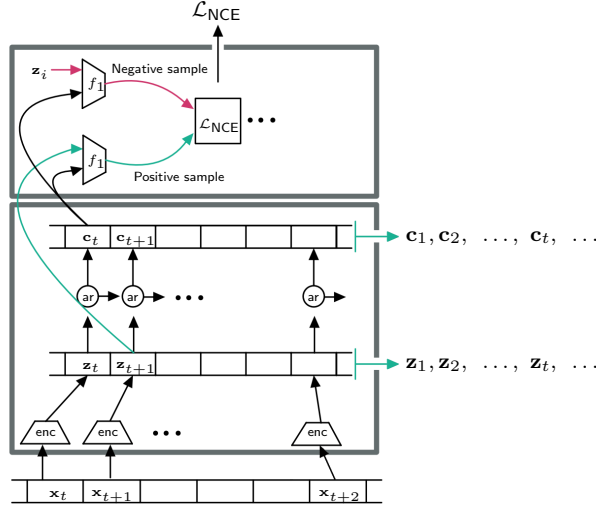 ℒ_NCE
z_i
f_1
Negative sample
ℒ_NCE
•••
f_1
Positive sample
c_t c_{t+1}
c_1, c_2, ..., c_t, ...
ar ar ••• ar
z_t z_{t+1}
z_1, z_2, ..., z_t, ...
enc enc ••• enc
x_t x_{t+1} x_{t+2}